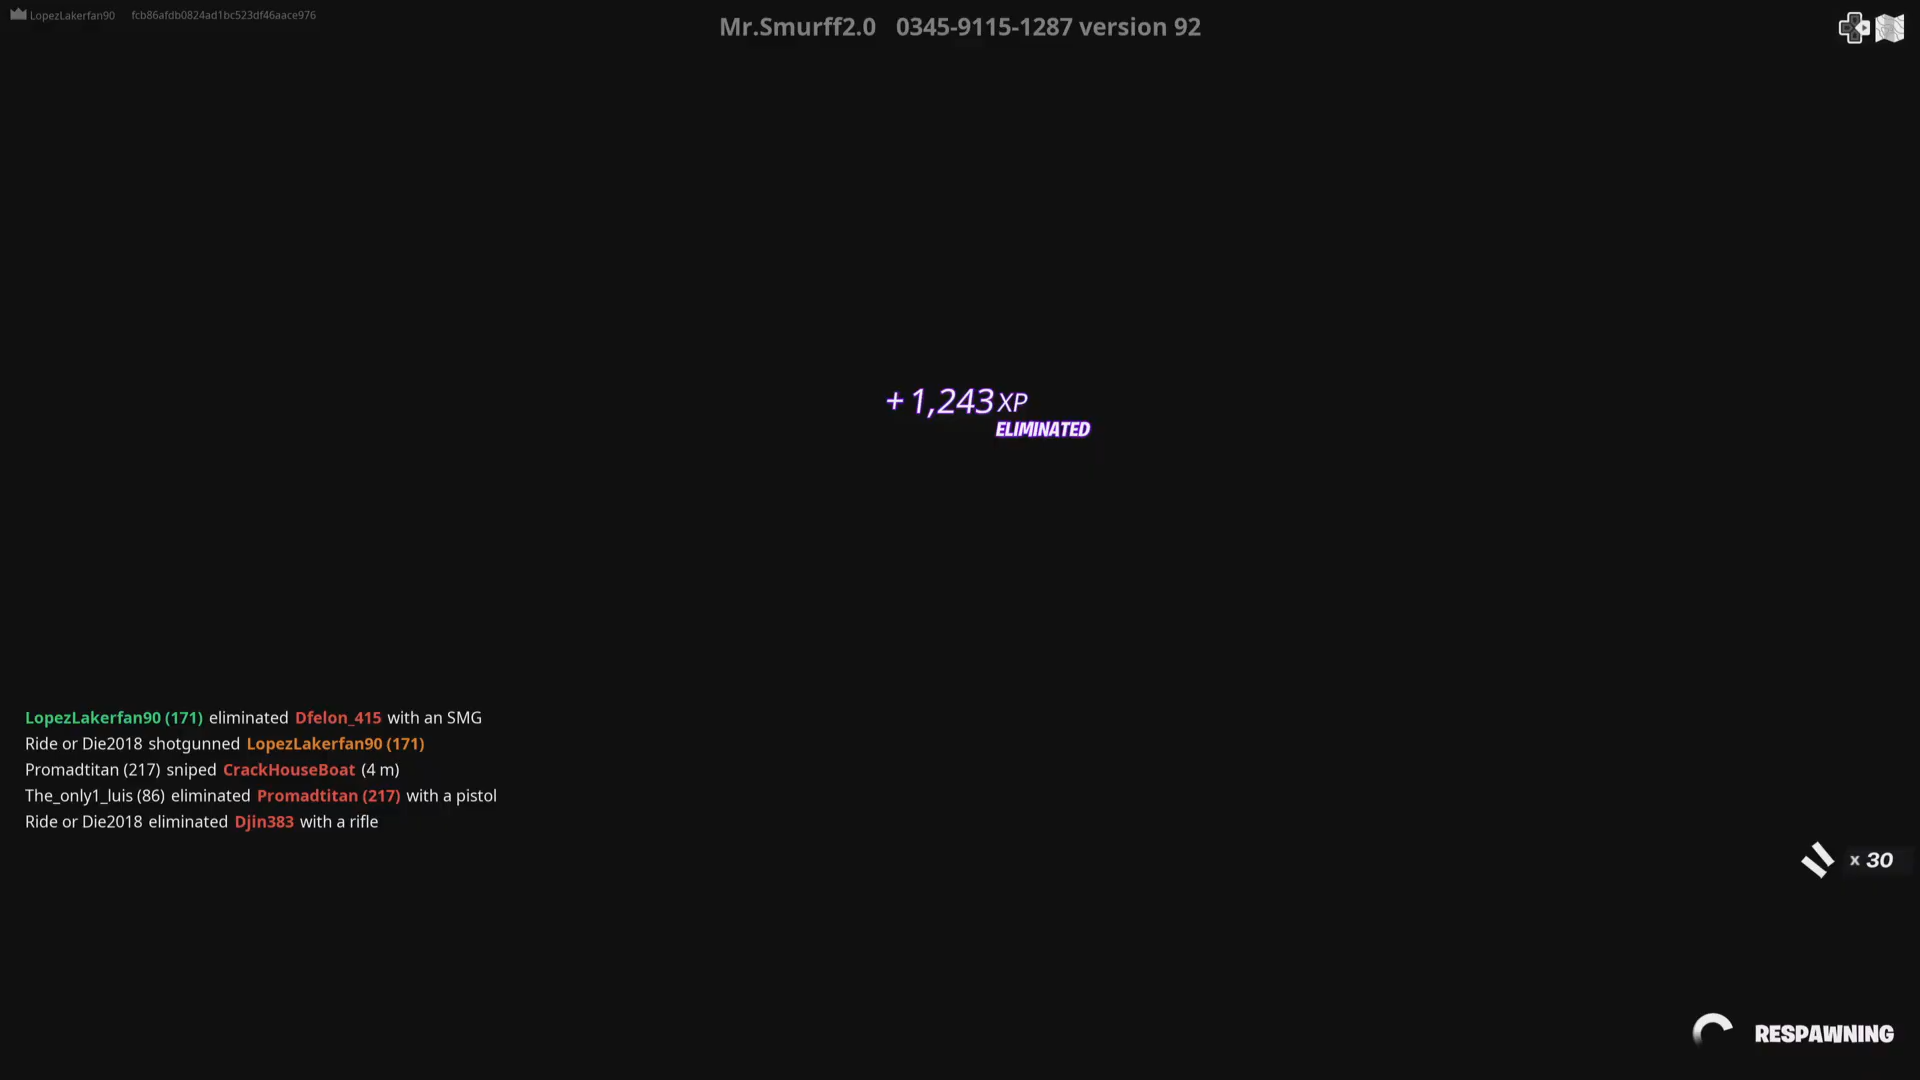 LopezLakerfan90 fcb86afdb0824ad1bc523df46aace976
Mr.Smurff2.0 0345-9115-1287 version 92
+ 1,243 XP
ELIMINATED
LopezLakerfan90 (171) eliminated Dfelon_415 with an SMG
Ride or Die2018 shotgunned LopezLakerfan90 (171)
Promadtitan (217) sniped CrackHouseBoat (4 m)
The_only1_luis (86) eliminated Promadtitan (217) with a pistol
Ride or Die2018 eliminated Djin383 with a rifle
x 30
RESPAWNING